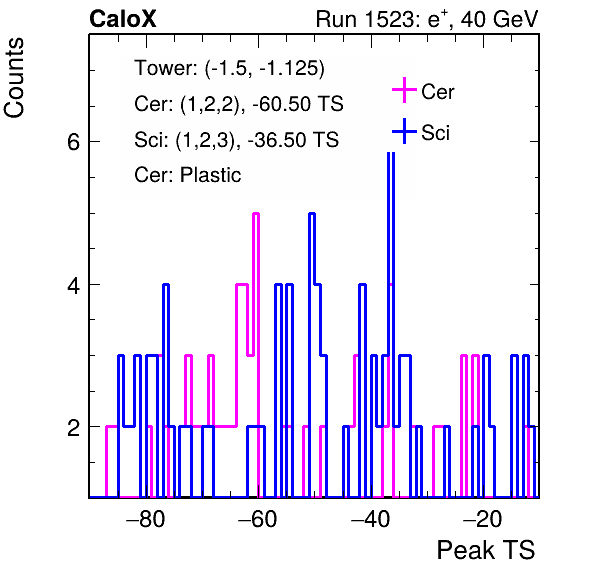 CaloX Run 1523: e⁺, 40 GeV
Counts
Tower: (-1.5, -1.125)
Cer: (1,2,2), -60.50 TS
Sci: (1,2,3), -36.50 TS
Cer: Plastic
Cer
Sci
6
4
2
−80 −60 −40 −20
Peak TS